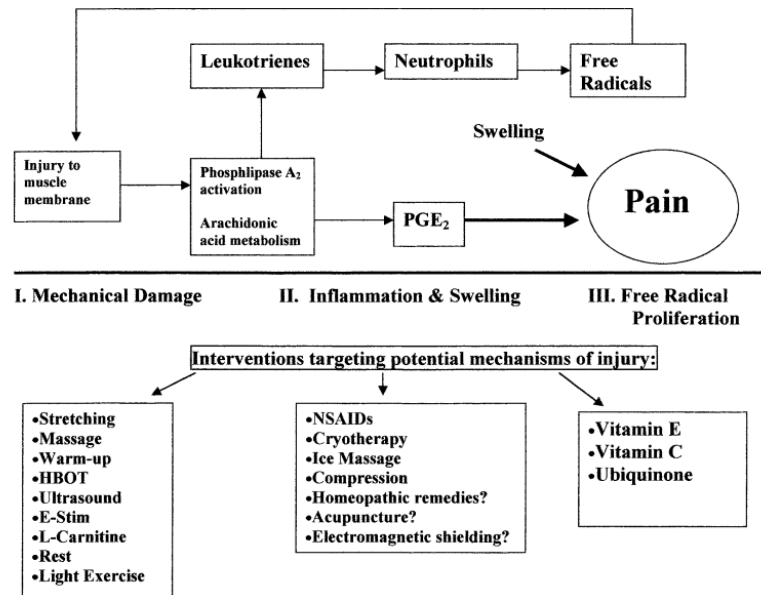 Leukotrienes
Neutrophils
Free
Radicals
Swelling
Injury to
muscle
membrane
Phosphlipase A₂
activation
Arachidonic
acid metabolism
PGE₂
Pain
I. Mechanical Damage
II. Inflammation & Swelling
III. Free Radical
Proliferation
Interventions targeting potential mechanisms of injury:
•Stretching
•Massage
•Warm-up
•HBOT
•Ultrasound
•E-Stim
•L-Carnitine
•Rest
•Light Exercise
•NSAIDs
•Cryotherapy
•Ice Massage
•Compression
•Homeopathic remedies?
•Acupuncture?
•Electromagnetic shielding?
•Vitamin E
•Vitamin C
•Ubiquinone